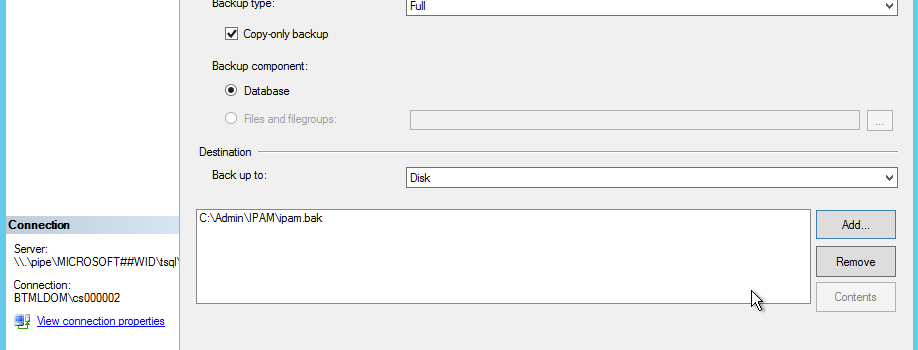 Backup type:
Full
Copy-only backup
Backup component:
Database
Files and filegroups:
...
Destination
Back up to:
Disk
C:\Admin\IPAM\ipam.bak
Add...
Remove
Contents
Connection
Server:
\\.\pipe\MICROSOFT##WID\tsql\
Connection:
BTMLDOM\cs000002
View connection properties